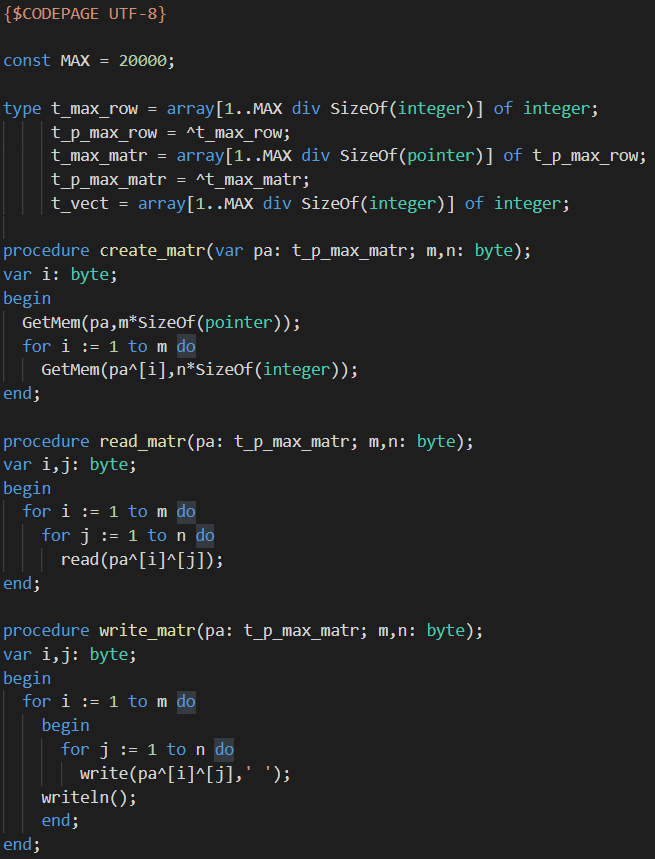 {$CODEPAGE UTF-8}
const MAX = 20000;
type t_max_row = array[1..MAX div SizeOf(integer)] of integer;
t_p_max_row = ^t_max_row;
t_max_matr = array[1..MAX div SizeOf(pointer)] of t_p_max_row;
t_p_max_matr = ^t_max_matr;
t_vect = array[1..MAX div SizeOf(integer)] of integer;
procedure create_matr(var pa: t_p_max_matr; m,n: byte);
var i: byte;
begin
GetMem(pa,m*SizeOf(pointer));
for i := 1 to m do
GetMem(pa^[i],n*SizeOf(integer));
end;
procedure read_matr(pa: t_p_max_matr; m,n: byte);
var i,j: byte;
begin
for i := 1 to m do
for j := 1 to n do
read(pa^[i]^[j]);
end;
procedure write_matr(pa: t_p_max_matr; m,n: byte);
var i,j: byte;
begin
for i := 1 to m do
begin
for j := 1 to n do
write(pa^[i]^[j],' ');
writeln();
end;
end;